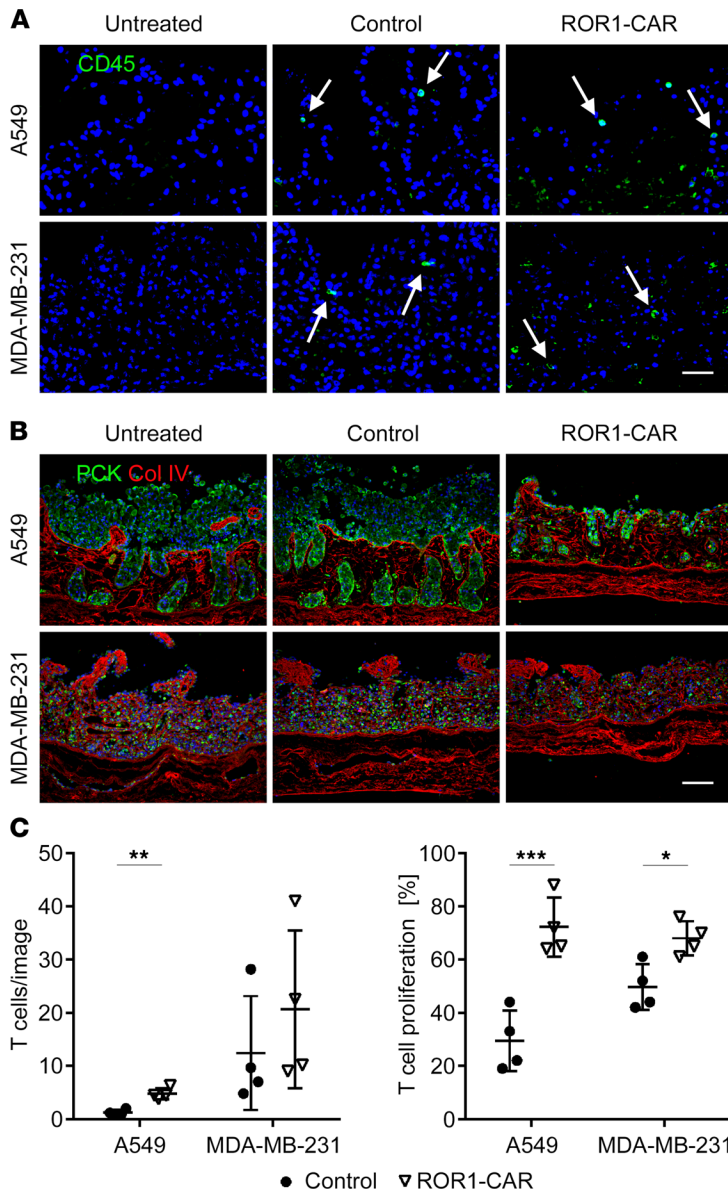 A
Untreated
Control
ROR1-CAR
CD45
A549
MDA-MB-231
B
Untreated
Control
ROR1-CAR
PCK Col IV
A549
MDA-MB-231
C
T cells/image
50
40
30
20
10
0
**
A549
MDA-MB-231
T cell proliferation [%]
100
80
60
40
20
0
***
*
A549
MDA-MB-231
Control
ROR1-CAR